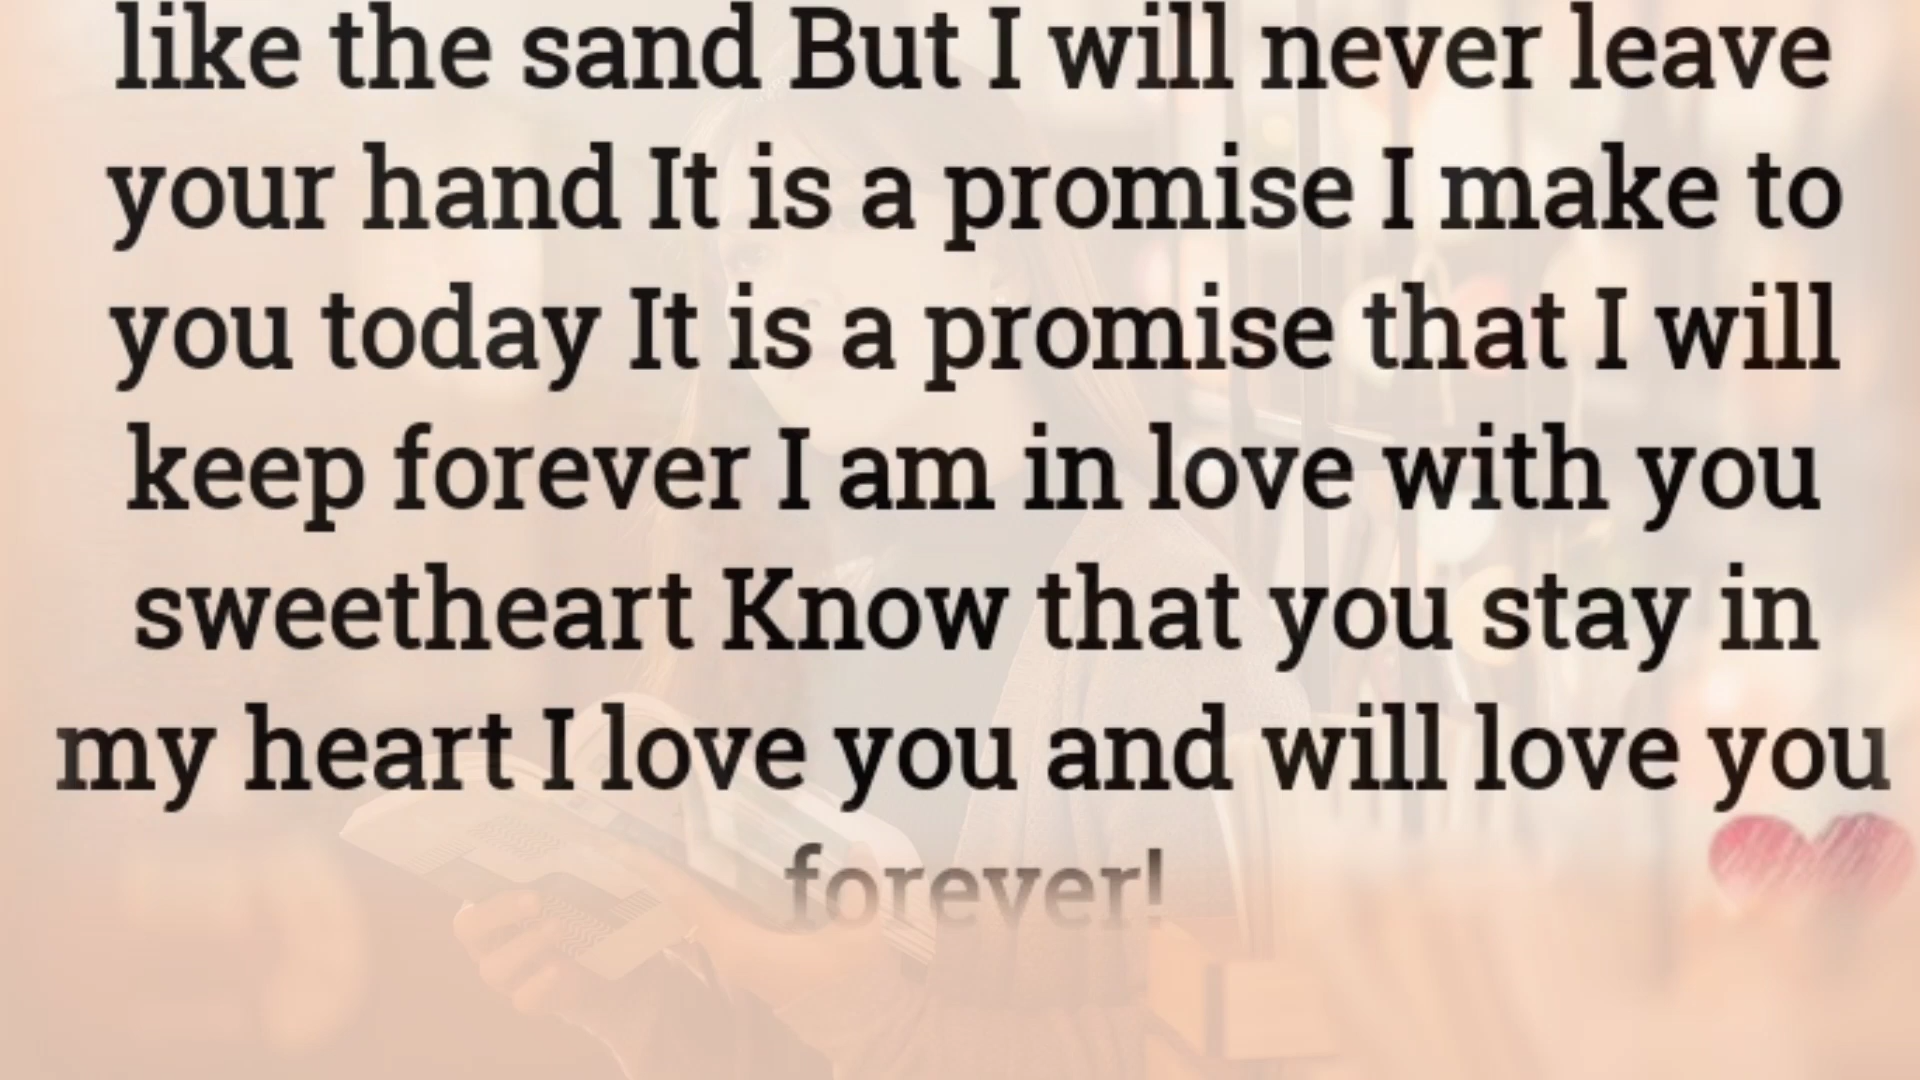 like the sand But I will never leave
your hand It is a promise I make to
you today It is a promise that I will
keep forever I am in love with you
sweetheart Know that you stay in
my heart I love you and will love you
forever!